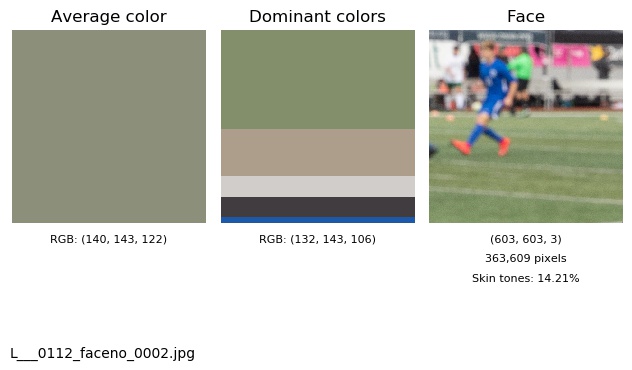 Average color
Dominant colors
Face
RGB: (140, 143, 122)
RGB: (132, 143, 106)
(603, 603, 3)
363,609 pixels
Skin tones: 14.21%
L___0112_faceno_0002.jpg